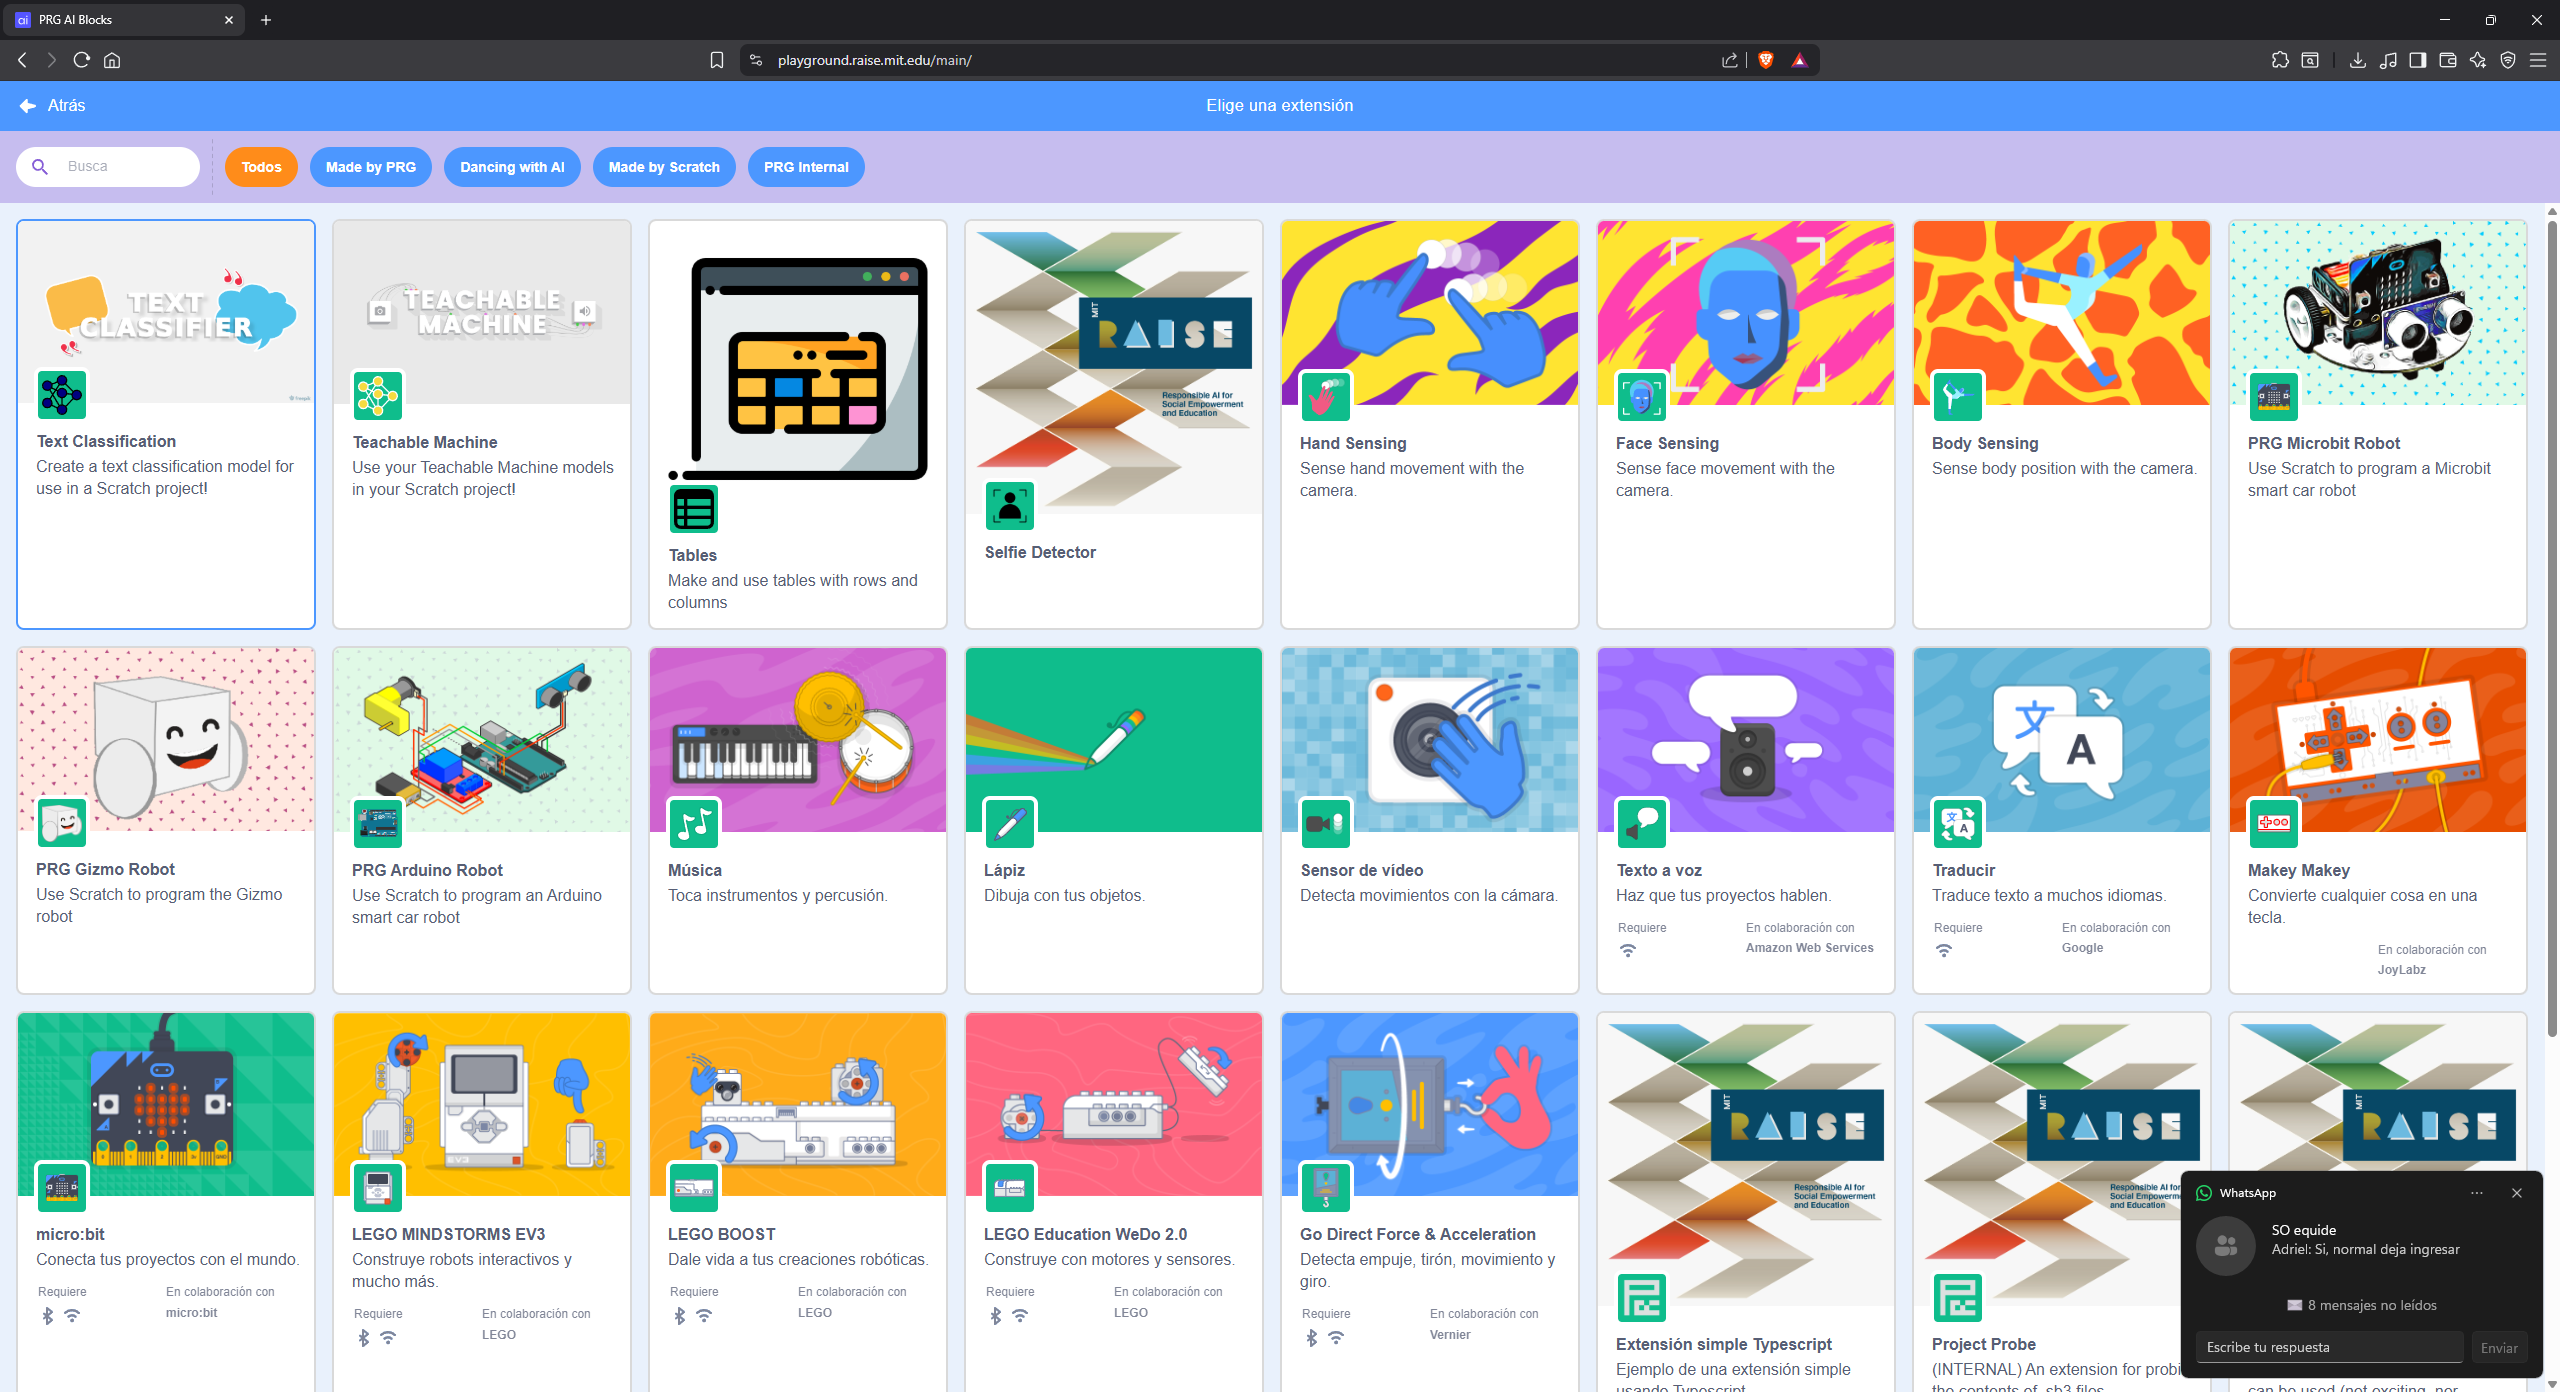 PRG AI Blocks
playground.raise.mit.edu/main/
Atrás
Elige una extensión
Busca
Todos
Made by PRG
Dancing with AI
Made by Scratch
PRG Internal
TEXT
CLASSIFIER
Text Classification
Create a text classification model for
use in a Scratch project!
TEACHABLE
MACHINE
Teachable Machine
Use your Teachable Machine models
in your Scratch project!
Tables
Make and use tables with rows and
columns
MIT
RAISE
Responsible AI for
Social Empowerment
and Education
Selfie Detector
Hand Sensing
Sense hand movement with the
camera.
Face Sensing
Sense face movement with the
camera.
Body Sensing
Sense body position with the camera.
PRG Microbit Robot
Use Scratch to program a Microbit
smart car robot
PRG Gizmo Robot
Use Scratch to program the Gizmo
robot
PRG Arduino Robot
Use Scratch to program an Arduino
smart car robot
Música
Toca instrumentos y percusión.
Lápiz
Dibuja con tus objetos.
Sensor de vídeo
Detecta movimientos con la cámara.
Texto a voz
Haz que tus proyectos hablen.
Requiere
En colaboración con
Amazon Web Services
文
A
Traducir
Traduce texto a muchos idiomas.
Requiere
En colaboración con
Google
Makey Makey
Convierte cualquier cosa en una
tecla.
En colaboración con
JoyLabz
micro:bit
Conecta tus proyectos con el mundo.
Requiere
En colaboración con
micro:bit
EV3
LEGO MINDSTORMS EV3
Construye robots interactivos y
mucho más.
Requiere
En colaboración con
LEGO
LEGO BOOST
Dale vida a tus creaciones robóticas.
Requiere
En colaboración con
LEGO
LEGO Education WeDo 2.0
Construye con motores y sensores.
Requiere
En colaboración con
LEGO
Go Direct Force & Acceleration
Detecta empuje, tirón, movimiento y
giro.
Requiere
En colaboración con
Vernier
MIT
RAISE
Responsible AI for
Social Empowerment
and Education
Extensión simple Typescript
Ejemplo de una extensión simple
usando Typescript
MIT
RAISE
Responsible AI for
Social Empowerment
and Education
Project Probe
(INTERNAL) An extension for probi
the contents of .sb3 files
MIT
RAISE
can be used (not exciting, nor
WhatsApp
SO equide
Adriel: Si, normal deja ingresar
8 mensajes no leídos
Escribe tu respuesta
Enviar